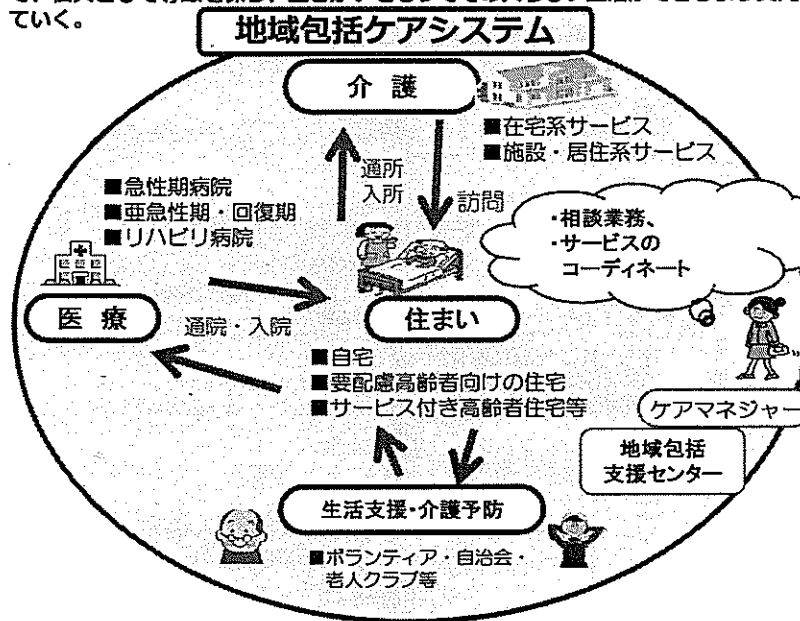 ていく。
地域包括ケアシステム
介 護
■在宅系サービス
■施設・居住系サービス
通所
入所
訪問
■急性期病院
■亜急性期・回復期
■リハビリ病院
・相談業務、
・サービスの
コーディネート
医 療
通院・入院
住まい
■自宅
■要配慮高齢者向けの住宅
■サービス付き高齢者住宅等
ケアマネジャー
地域包括
支援センター
生活支援・介護予防
■ボランティア・自治会・
老人クラブ等